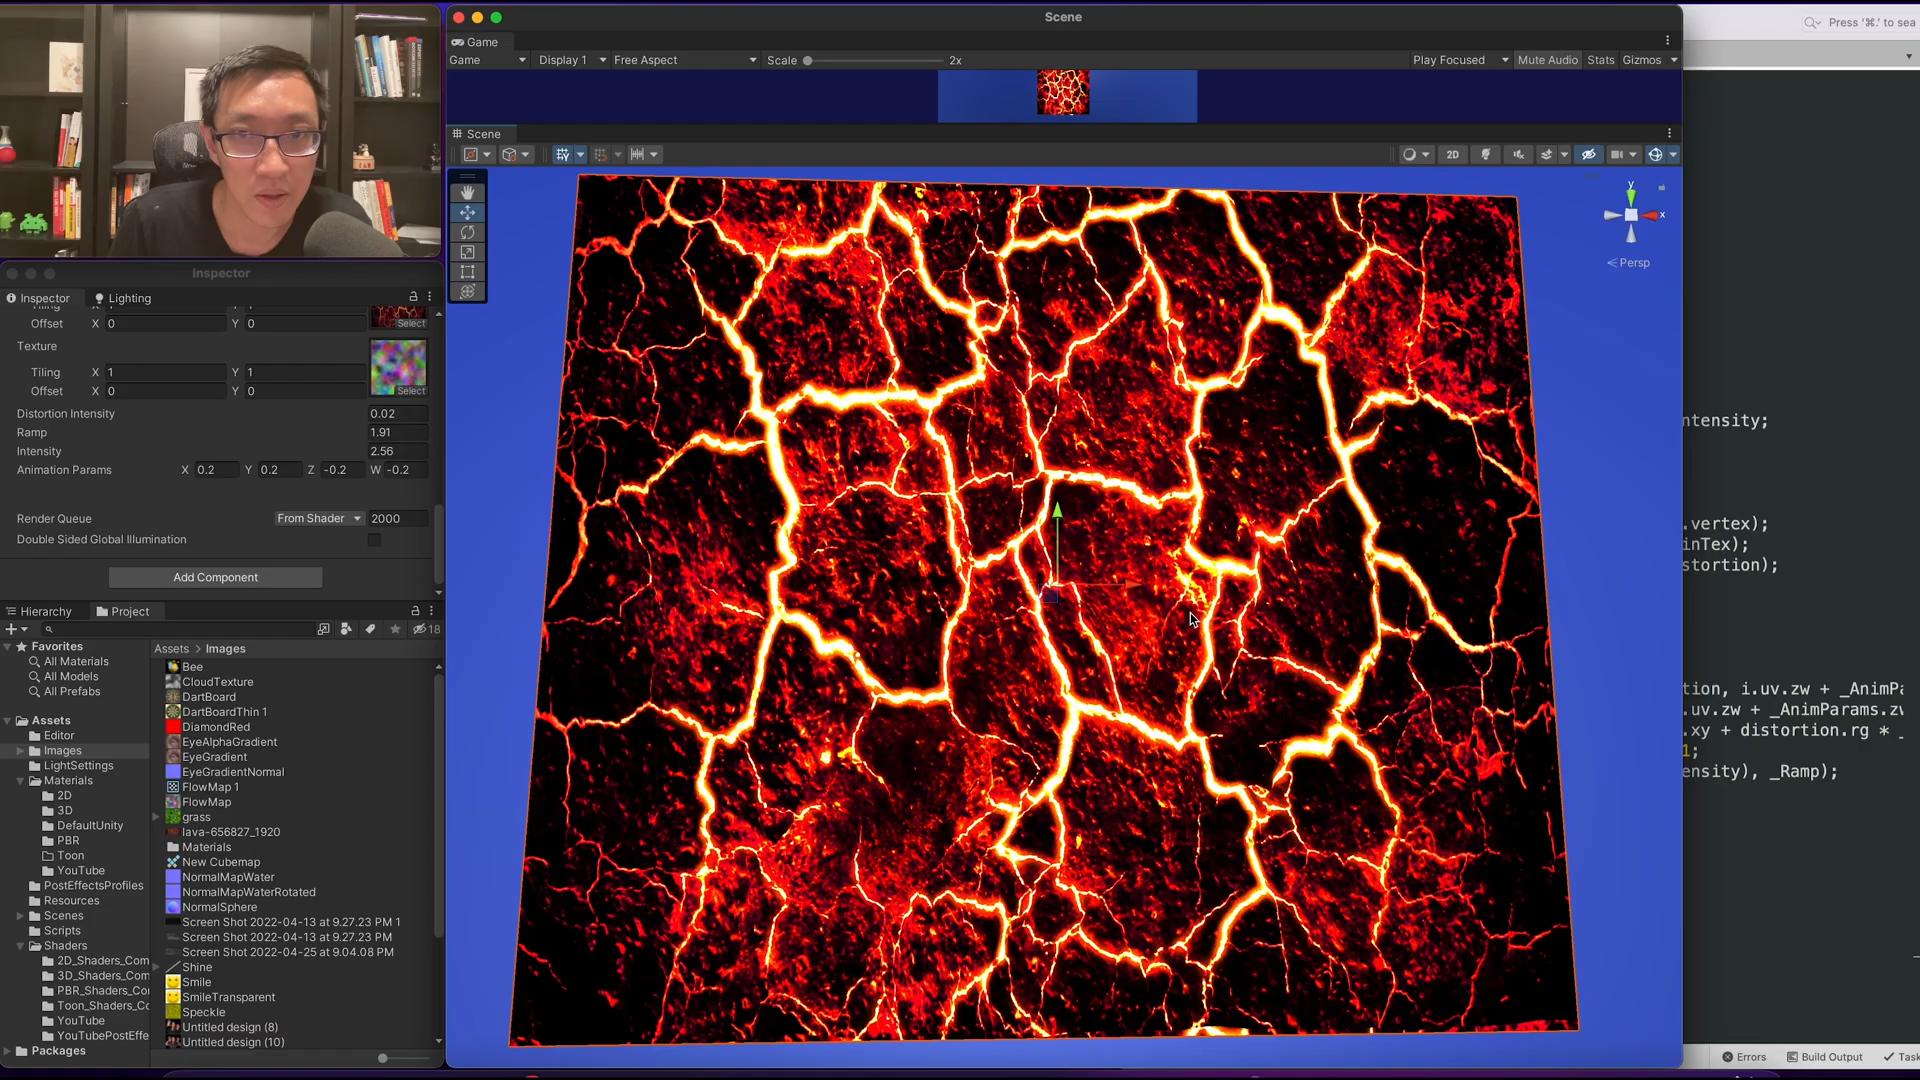 Scene
Press '⌘.' to sea
Game
Game Display 1 Free Aspect Scale 2x Play Focused Mute Audio Stats Gizmos
Scene
2D
y
x
Persp
Inspector
Inspector Lighting
Offset X 0 Y 0 Select
Texture
Tiling X 1 Y 1
Offset X 0 Y 0 Select
Distortion Intensity 0.02
Ramp 1.91
Intensity 2.56
Animation Params X 0.2 Y 0.2 Z -0.2 W -0.2
Render Queue From Shader 2000
Double Sided Global Illumination
Add Component
Hierarchy Project
18
Favorites
All Materials
All Models
All Prefabs
Assets
Editor
Images
LightSettings
Materials
2D
3D
DefaultUnity
PBR
Toon
YouTube
PostEffectsProfiles
Resources
Scenes
Scripts
Shaders
2D_Shaders_Com
3D_Shaders_Com
PBR_Shaders_Co
Toon_Shaders_Co
YouTube
YouTubePostEffe
Packages
Assets > Images
Bee
CloudTexture
DartBoard
DartBoardThin 1
DiamondRed
EyeAlphaGradient
EyeGradient
EyeGradientNormal
FlowMap 1
FlowMap
grass
lava-656827_1920
Materials
New Cubemap
NormalMapWater
NormalMapWaterRotated
NormalSphere
Screen Shot 2022-04-13 at 9.27.23 PM 1
Screen Shot 2022-04-13 at 9.27.23 PM
Screen Shot 2022-04-25 at 9.04.08 PM
Shine
Smile
SmileTransparent
Speckle
Untitled design (8)
Untitled design (10)
ntensity;
.vertex);
inTex);
stortion);
tion, i.uv.zw + _AnimPa
.uv.zw + _AnimParams.zw
.xy + distortion.rg * _
1;
ensity), _Ramp);
Errors Build Output Task